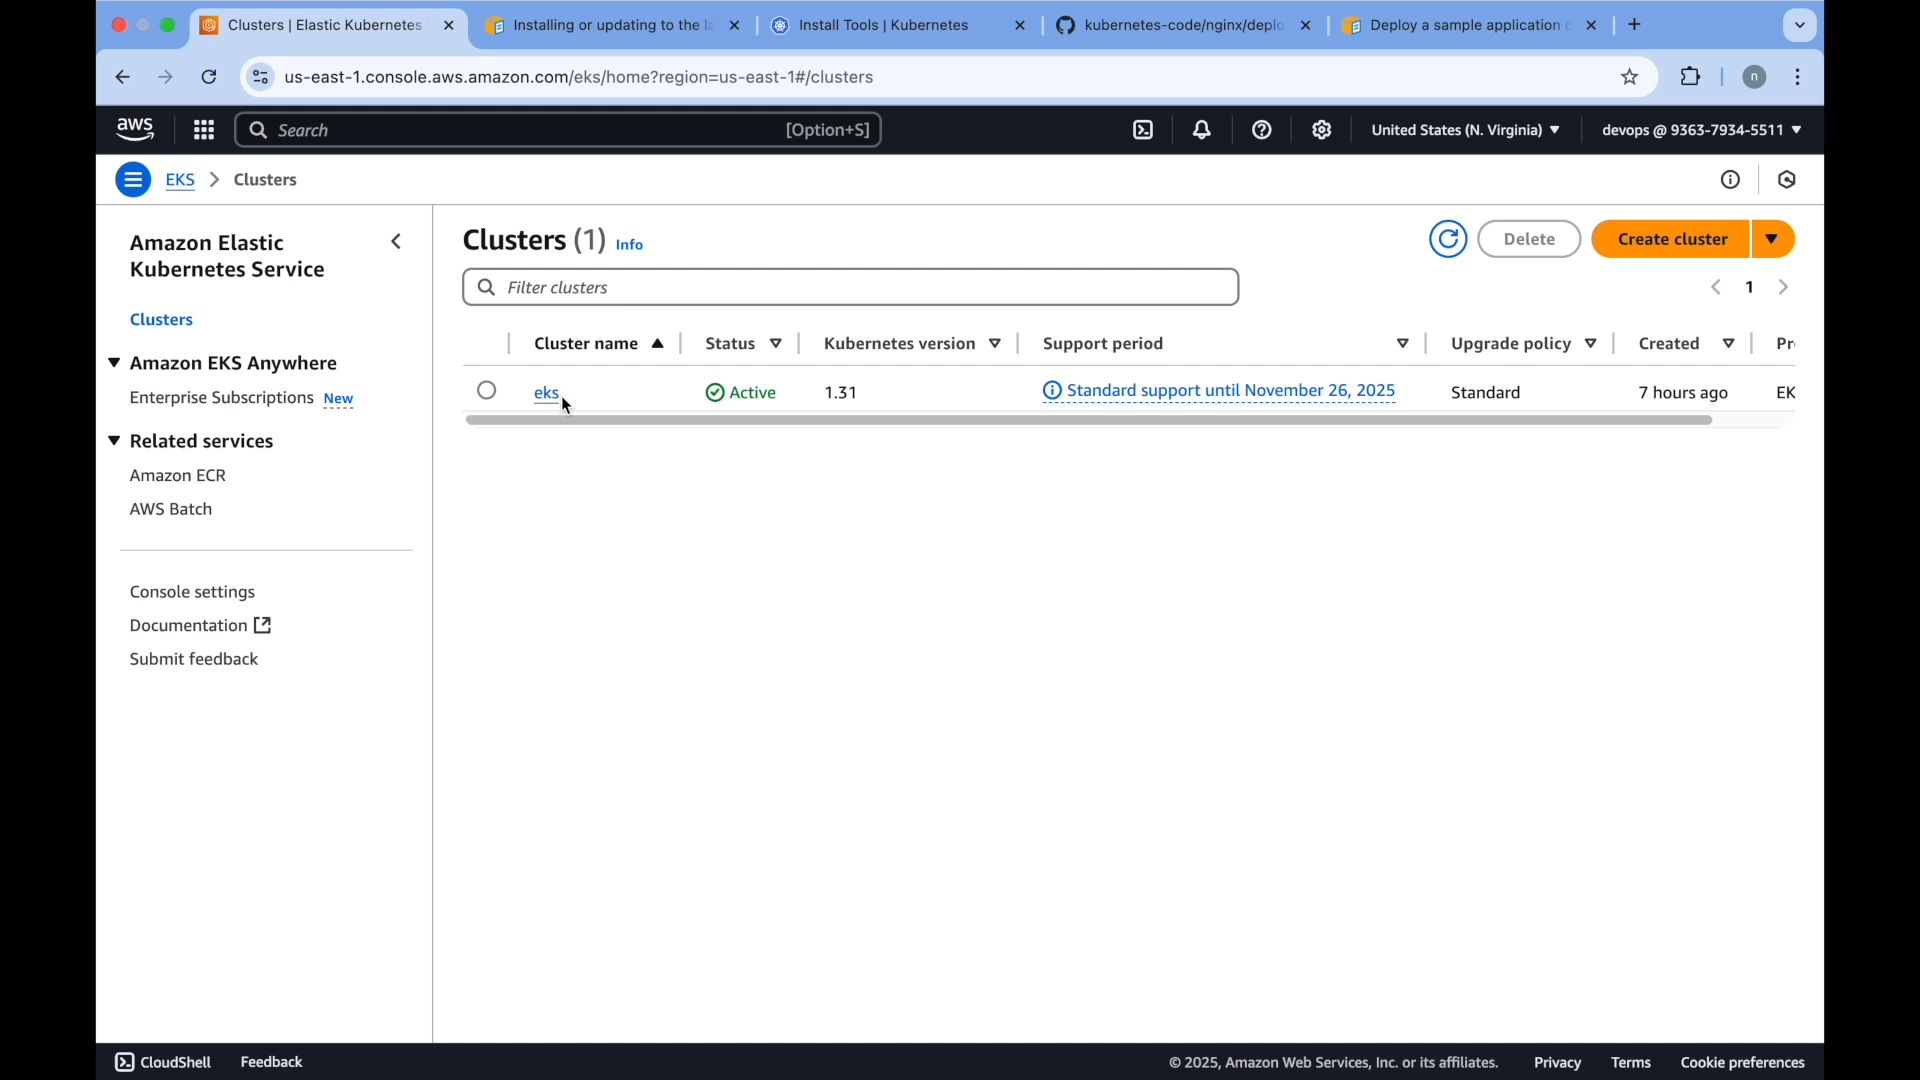 Clusters | Elastic Kubernetes
Installing or updating to the la
Install Tools | Kubernetes
kubernetes-code/nginx/deplo
Deploy a sample application o
us-east-1.console.aws.amazon.com/eks/home?region=us-east-1#/clusters
n
aws
Search
[Option+S]
United States (N. Virginia)
devops @ 9363-7934-5511
EKS
Clusters
Amazon Elastic
Kubernetes Service
Clusters
Amazon EKS Anywhere
Enterprise Subscriptions New
Related services
Amazon ECR
AWS Batch
Console settings
Documentation
Submit feedback
Clusters (1) Info
Delete
Create cluster
Filter clusters
1
Cluster name
Status
Kubernetes version
Support period
Upgrade policy
Created
Pr
eks
Active
1.31
Standard support until November 26, 2025
Standard
7 hours ago
EK
CloudShell
Feedback
© 2025, Amazon Web Services, Inc. or its affiliates.
Privacy
Terms
Cookie preferences